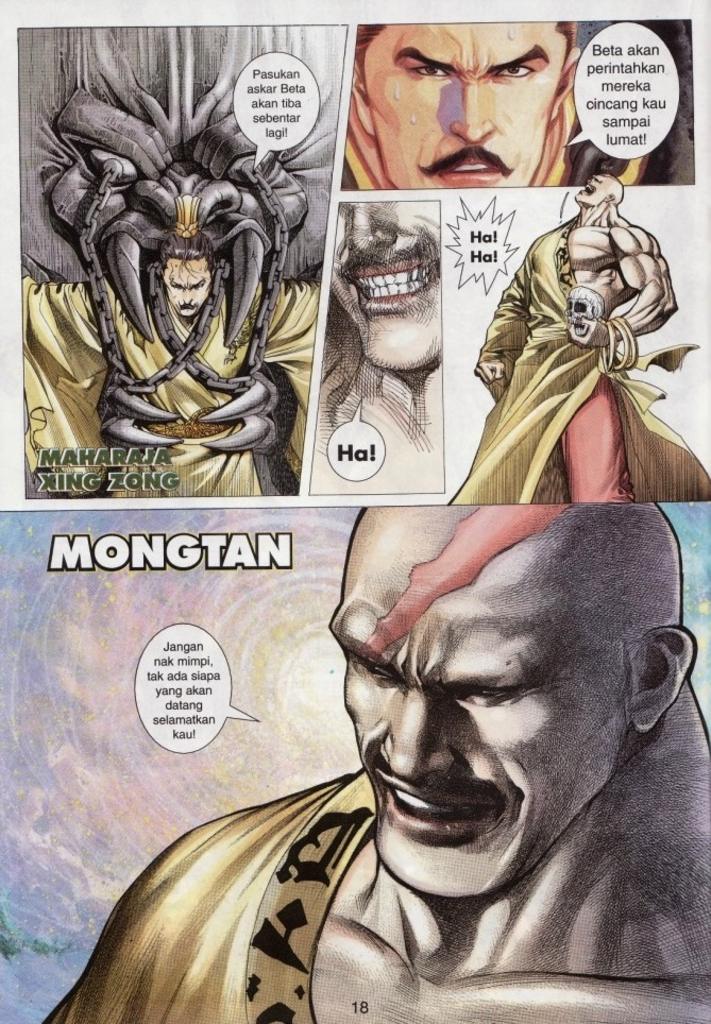 Pasukan
askar Beta
akan tiba
sebentar
lagi!
MAHARAJA
XING ZONG
Beta akan
perintahkan
mereka
cincang kau
sampai
lumat!
Ha!
Ha!
Ha!
MONGTAN
Jangan
nak mimpi,
tak ada siapa
yang akan
datang
selamatkan
kau!
18